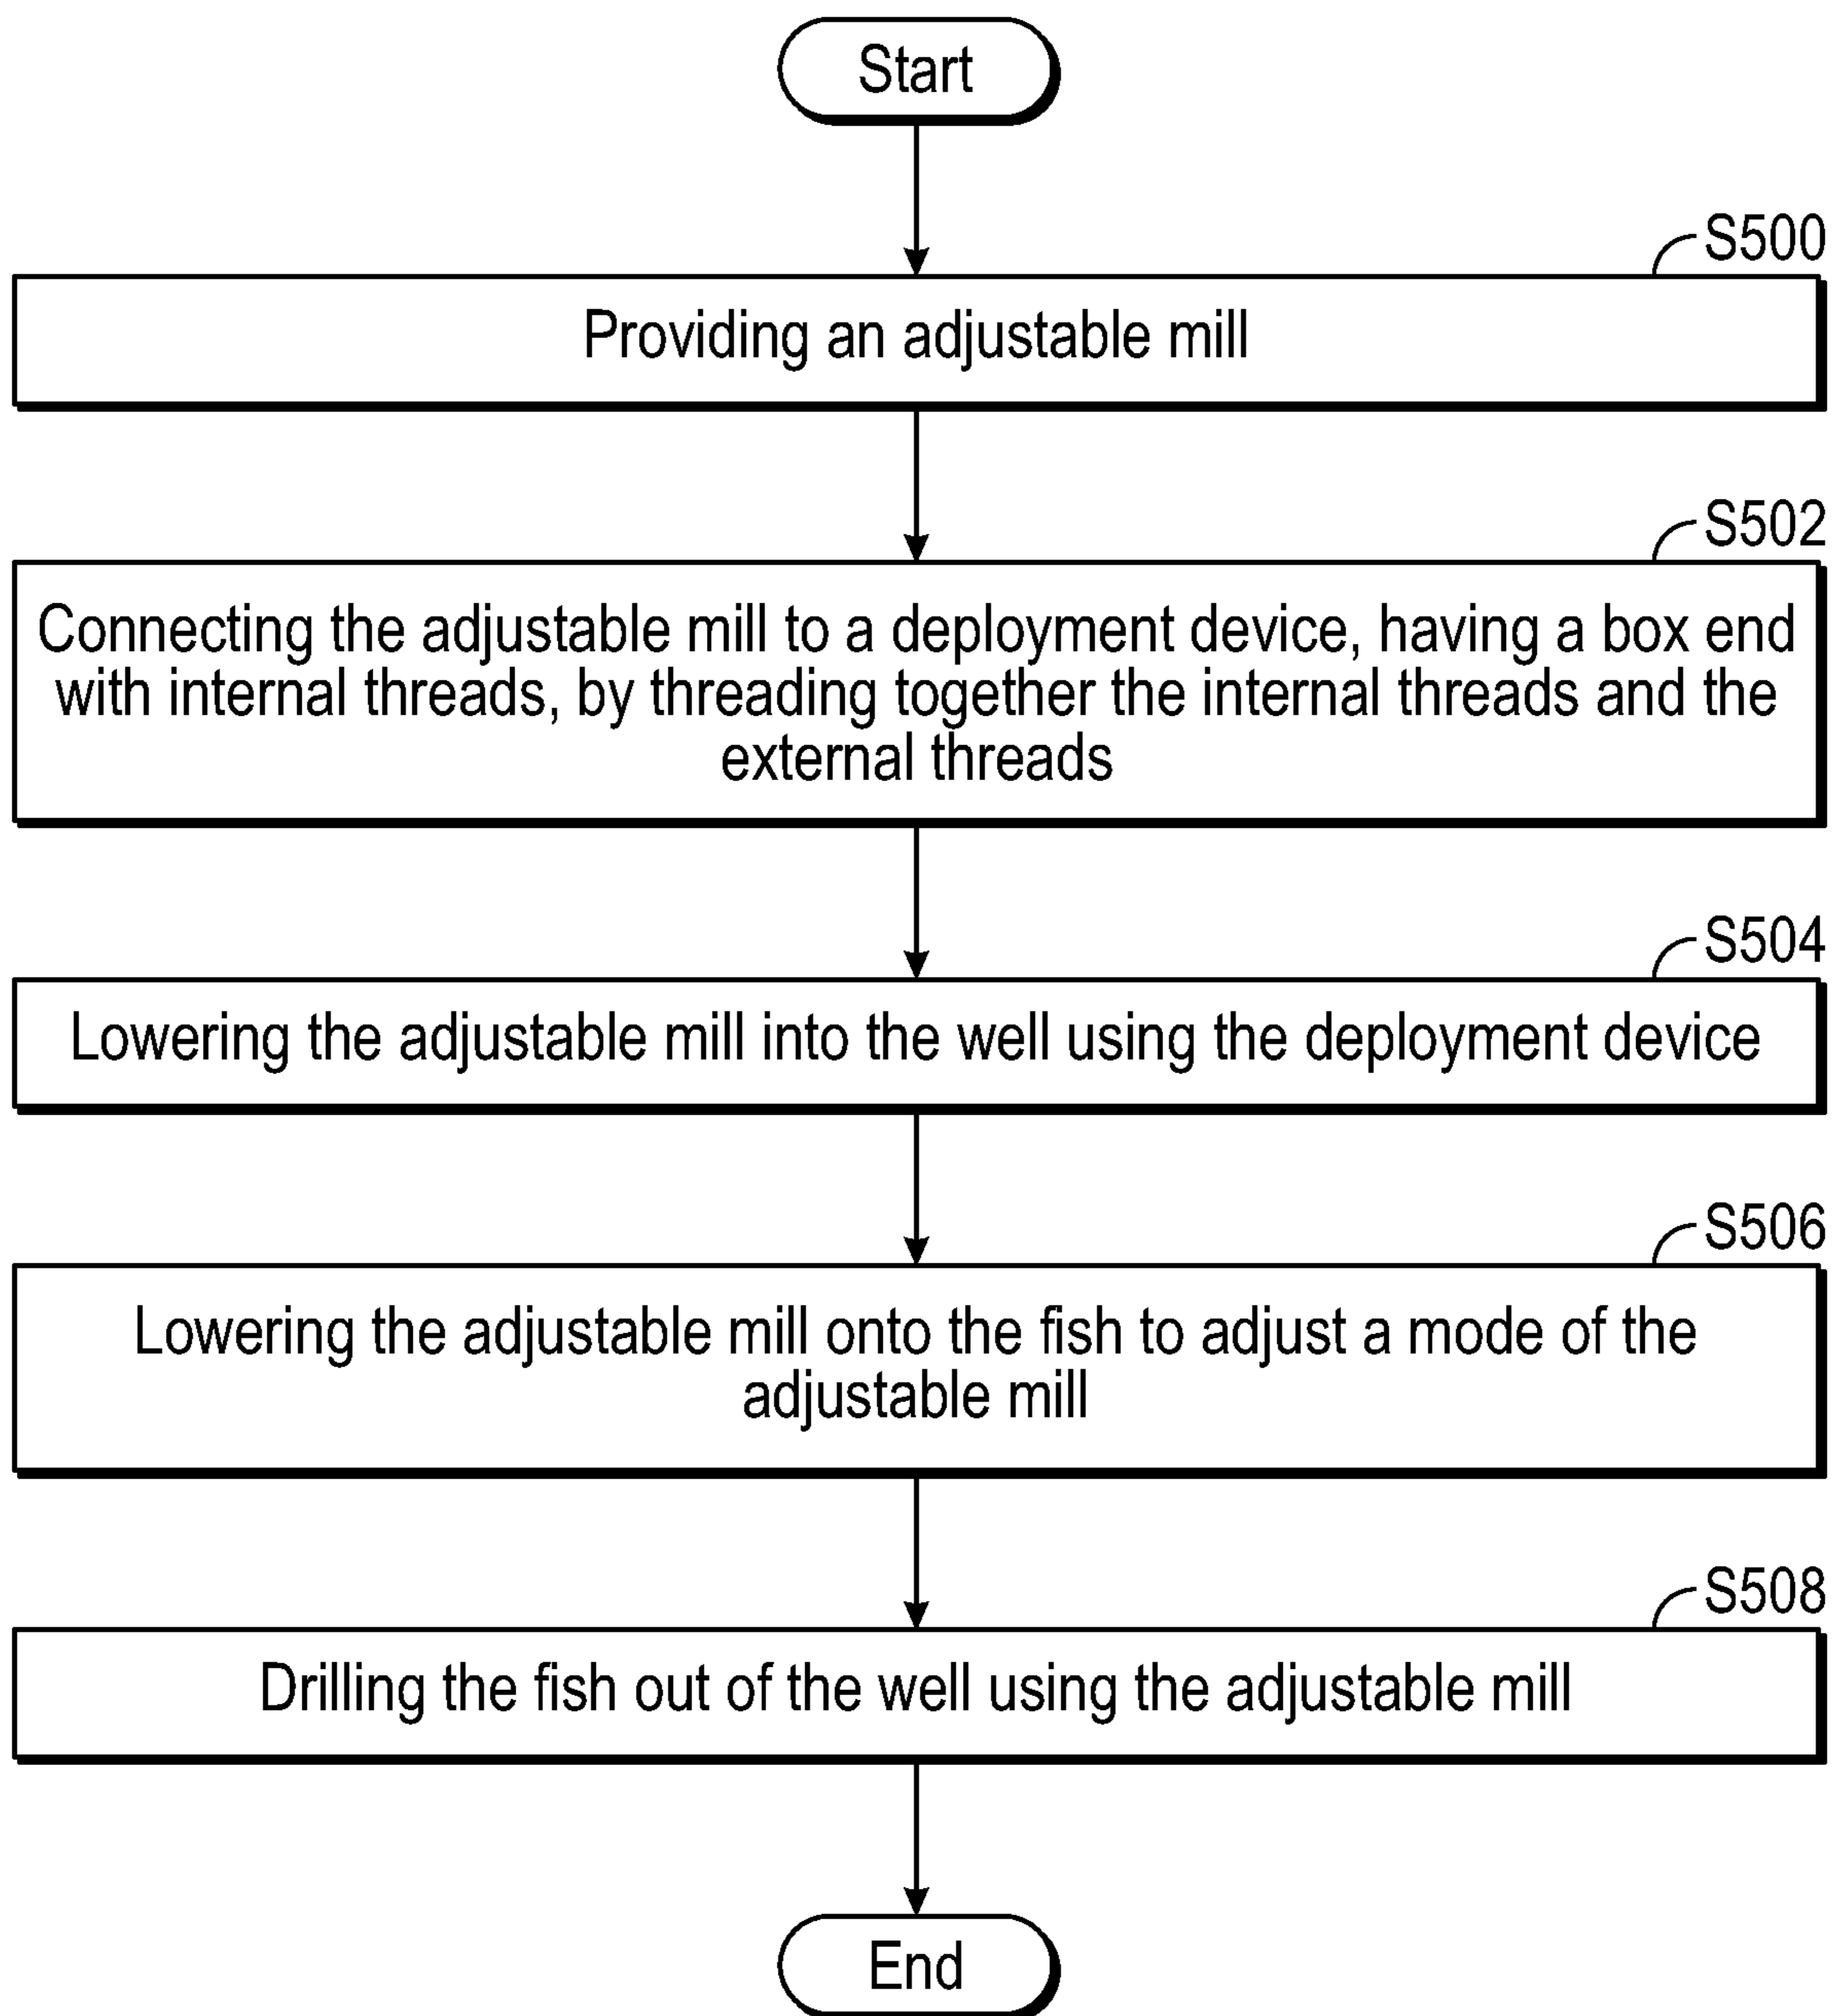 Start
S500
Providing an adjustable mill
S502
Connecting the adjustable mill to a deployment device, having a box end
with internal threads, by threading together the internal threads and the
external threads
S504
Lowering the adjustable mill into the well using the deployment device
S506
Lowering the adjustable mill onto the fish to adjust a mode of the
adjustable mill
S508
Drilling the fish out of the well using the adjustable mill
End